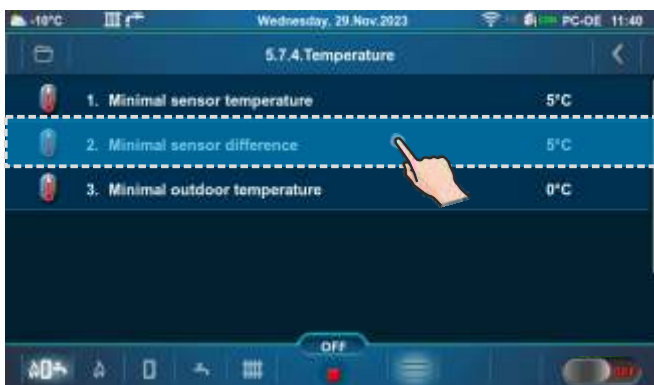 -10°C Wednesday, 29.Nov.2023 PC-OE 11:40
5.7.4.Temperature
1. Minimal sensor temperature 5°C
2. Minimal sensor difference 5°C
3. Minimal outdoor temperature 0°C
OFF
OFF